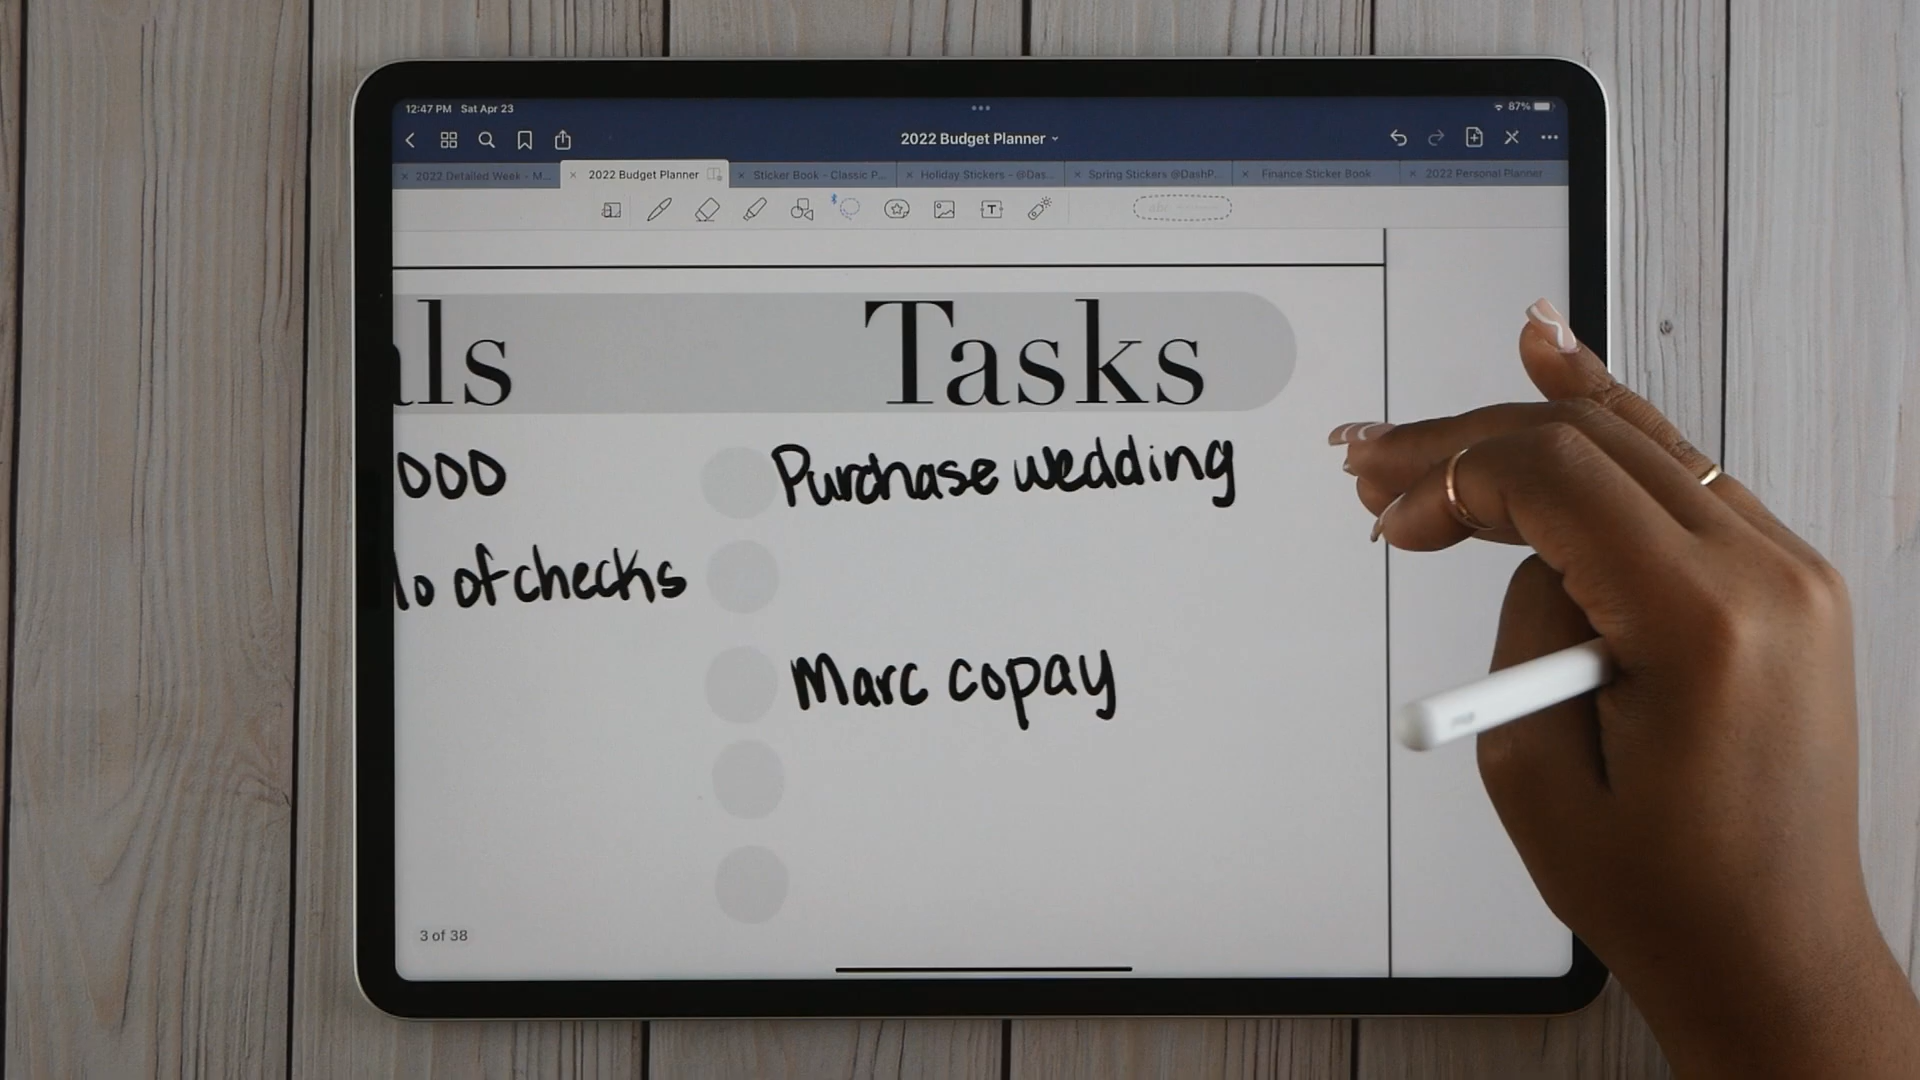 12:47 PM Sat Apr 23
87%
2022 Budget Planner
2022 Detailed Week - M...
2022 Budget Planner
Sticker Book - Classic P...
Holiday Stickers - @Das...
Spring Stickers @DashP...
Finance Sticker Book
2022 Personal Planner
T
als Tasks
000 Purchase wedding
of checks
Marc copay
3 of 38